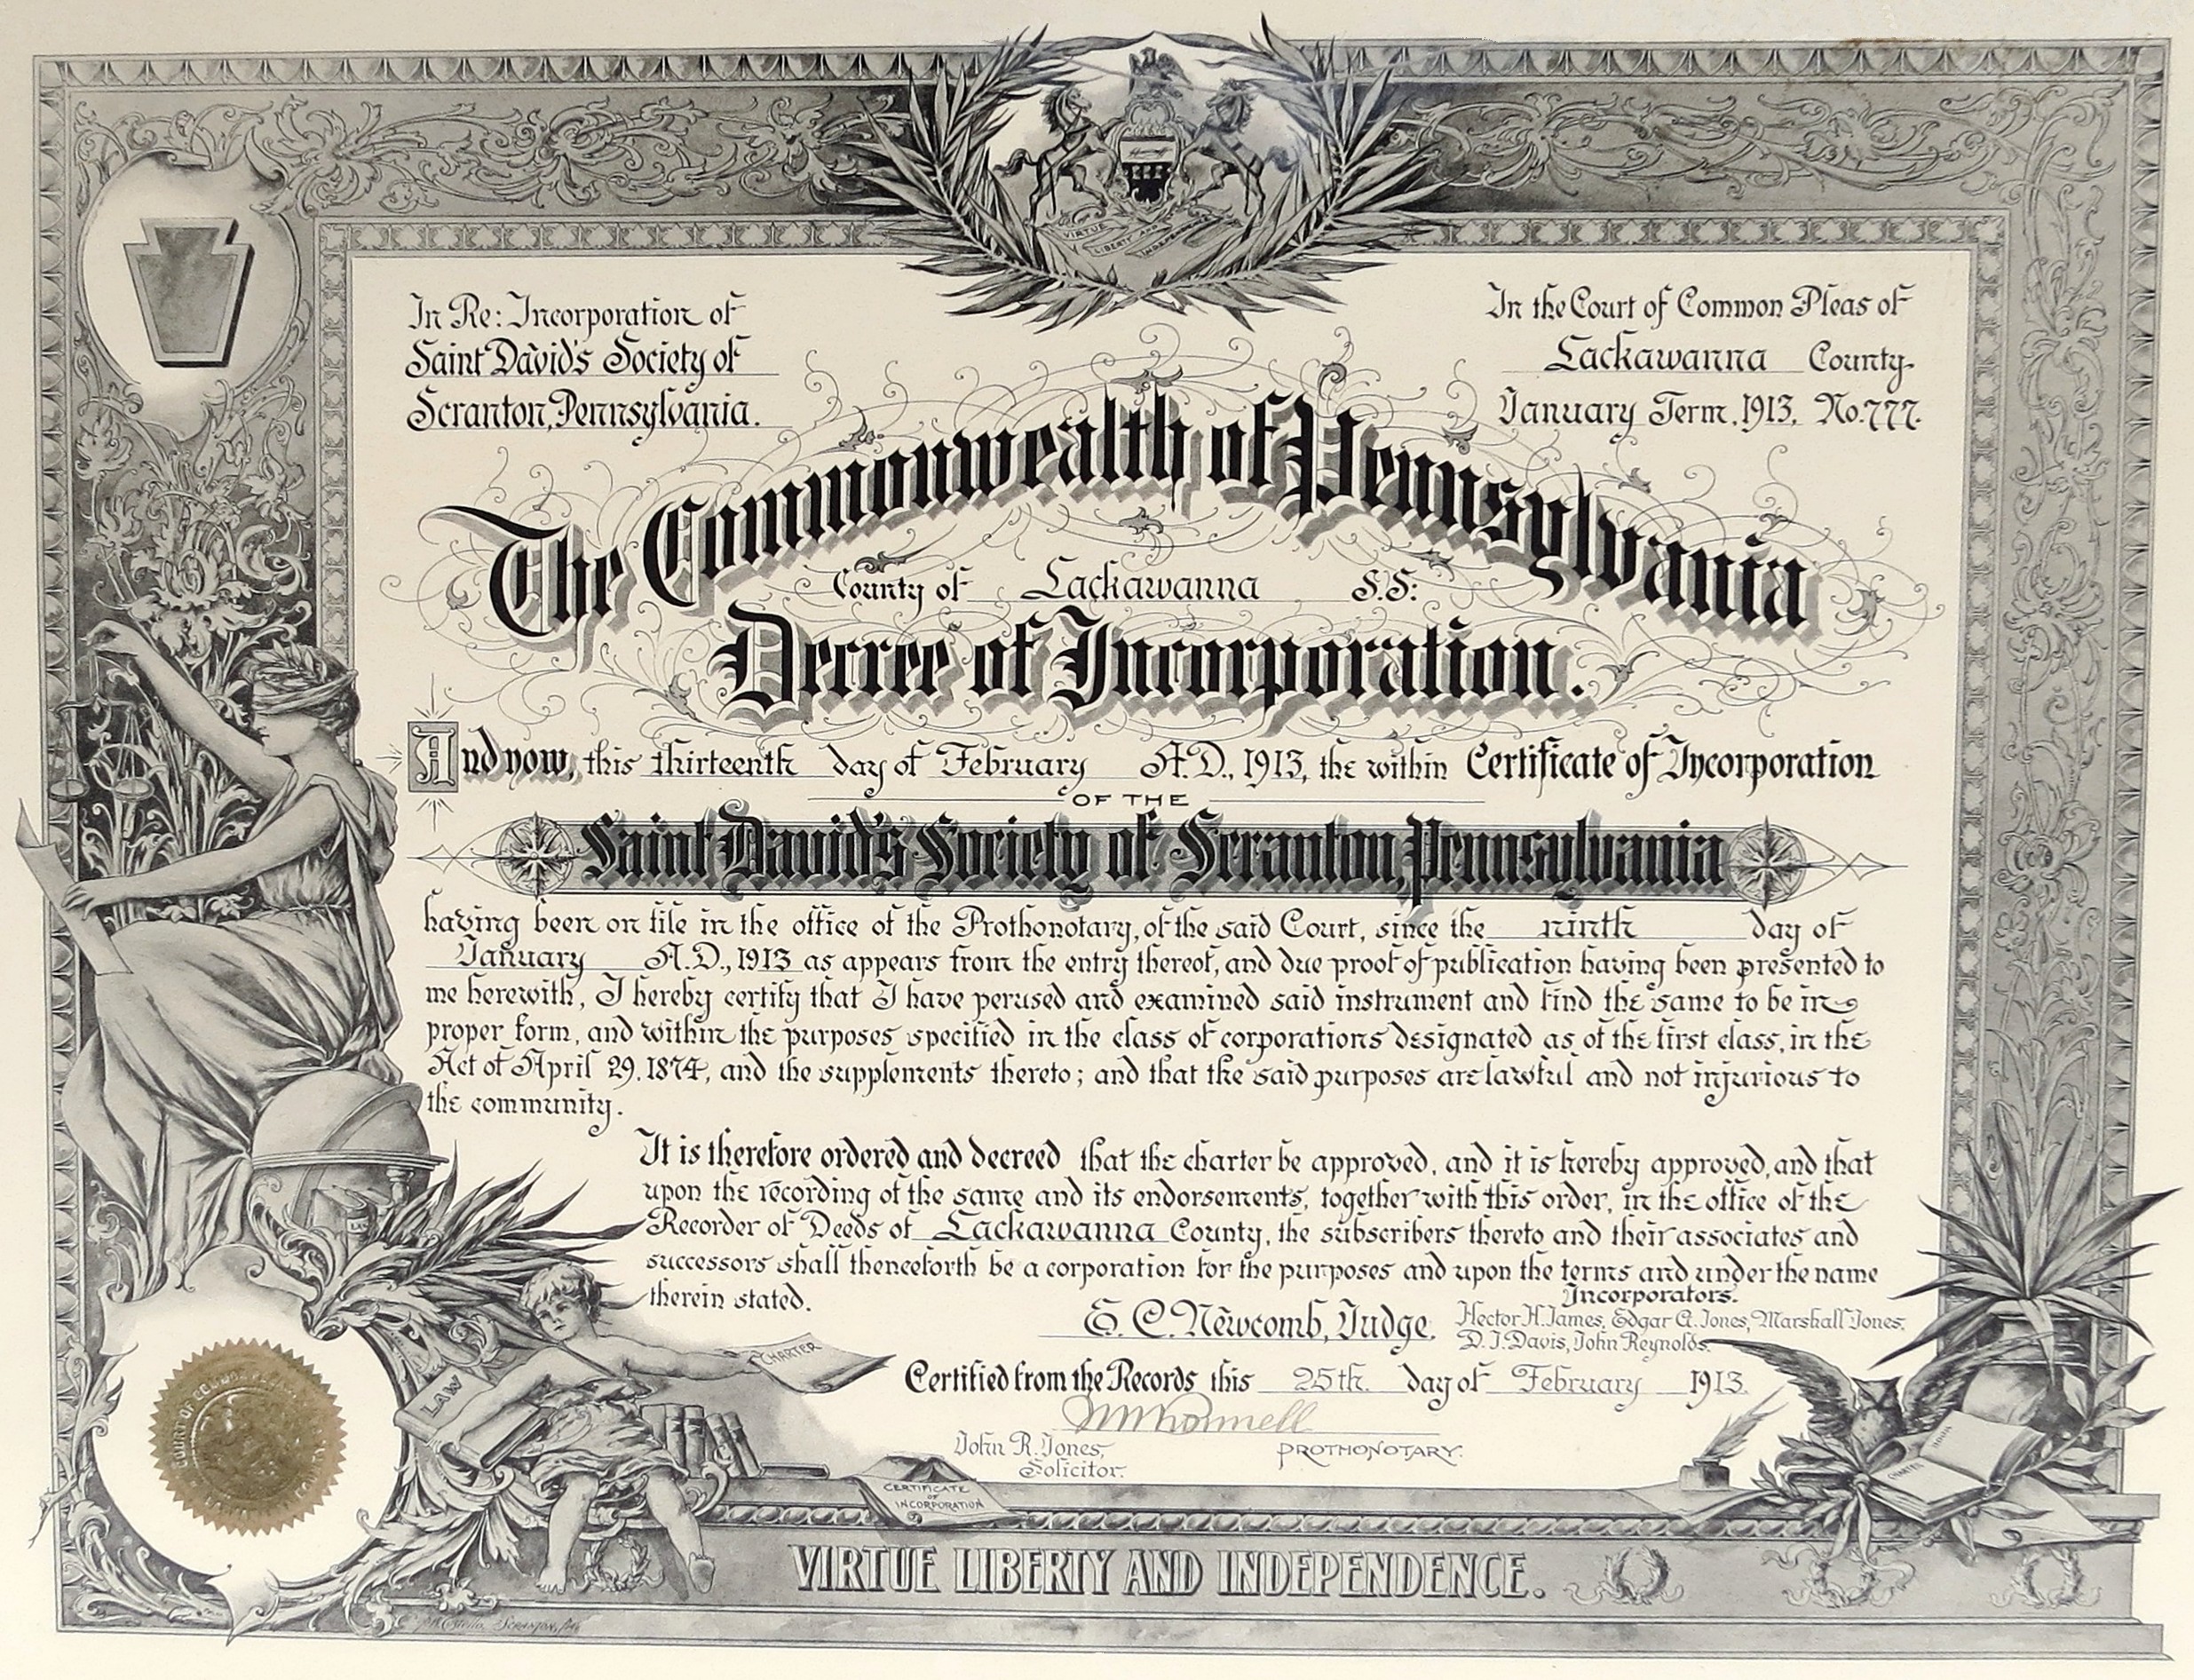 VIRTUE
LIBERTY AND
INDEPENDENCE
In Re: Incorporation of
Saint David's Society of
Scranton, Pennsylvania.
In the Court of Common Pleas of
Lackawanna County.
January Term, 1913, No. 777.
The Commonwealth of Pennsylvania
County of Lackawanna S.S:
Decree of Incorporation.
And now, this thirteenth day of February A.D., 1913, the within Certificate of Incorporation
OF THE
Saint David's Society of Scranton, Pennsylvania
having been on file in the office of the Prothonotary, of the said Court, since the ninth day of
January A.D., 1913 as appears from the entry thereof, and due proof of publication having been presented to
me herewith, I hereby certify that I have perused and examined said instrument and find the same to be in
proper form, and within the purposes specified in the class of corporations designated as of the first class, in the
Act of April 29, 1874, and the supplements thereto; and that the said purposes are lawful and not injurious to
the community.
It is therefore ordered and decreed that the charter be approved, and it is hereby approved, and that
upon the recording of the same and its endorsements, together with this order, in the office of the
Recorder of Deeds of Lackawanna County, the subscribers thereto and their associates and
successors shall thenceforth be a corporation for the purposes and upon the terms and under the name
therein stated.
E. C. Newcomb, Judge.
Incorporators.
Hector H. James, Edgar A. Jones, Marshall Jones,
D. J. Davis, John Reynolds.
Certified from the Records this 25th. day of February 1913.
John R. Jones,
Solicitor.
PROTHONOTARY.
CHARTER
LAW
CERTIFICATE
OF
INCORPORATION
CHARTER
COURT OF COMMON
VIRTUE LIBERTY AND INDEPENDENCE.
SCRANTON, PA.